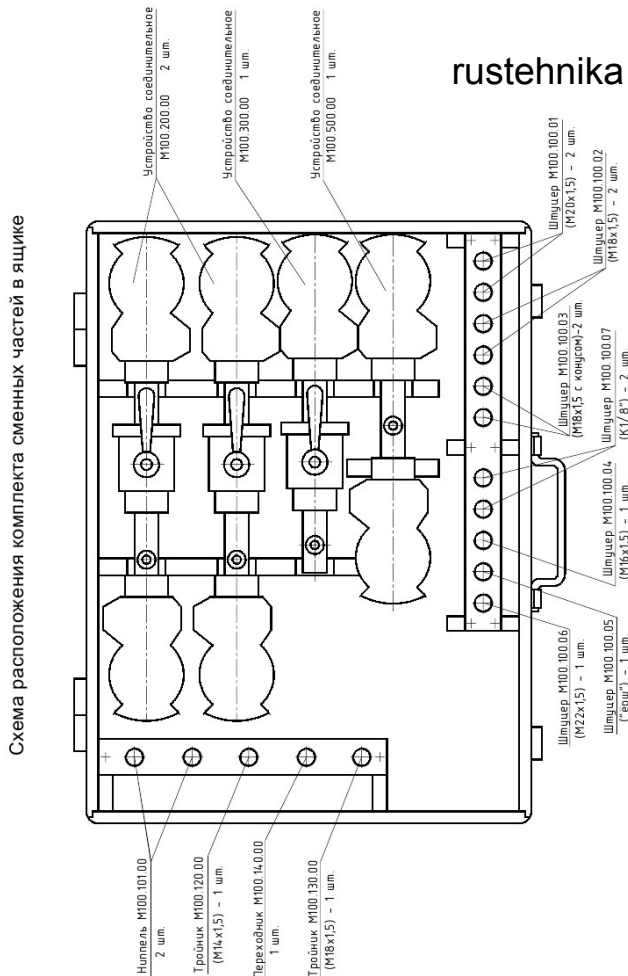 Схема расположения комплекта сменных частей в ящике
rustehnika
Устройство соединительное
М100.200.00 2 шт.
Устройство соединительное
М100.300.00 1 шт.
Устройство соединительное
М100.500.00 1 шт.
Штуцер М100.100.01
(М20х1,5) - 2 шт.
Штуцер М100.100.02
(М18х1,5) - 2 шт.
Штуцер М100.100.03
(М18х1,5 с конусом)-2 шт.
Штуцер М100.100.07
(К1/8") - 2 шт.
Штуцер М100.100.04
(М16х1,5) - 1 шт.
Штуцер М100.100.05
("ёрш") - 1 шт.
Штуцер М100.100.06
(М22х1,5) - 1 шт.
Ниппель М100.101.00
2 шт.
Тройник М100.120.00
(М14х1,5) - 1 шт.
Переходник М100.140.00
1 шт.
Тройник М100.130.00
(М18х1,5) - 1 шт.